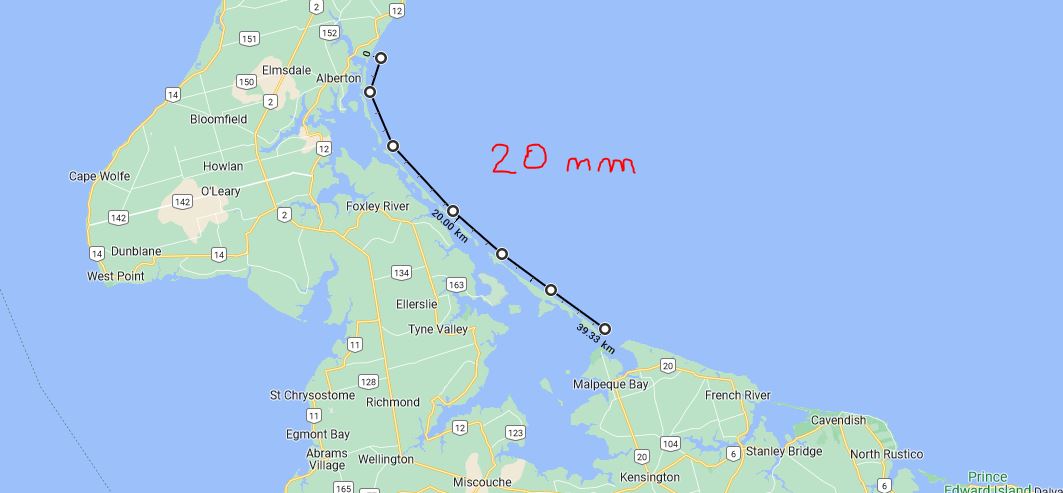 2
12
152
151
0
Elmsdale
Alberton
150
14
2
Bloomfield
12
20 mm
Howlan
Cape Wolfe
O'Leary
142
Foxley River
142
2
20.00 km
Dunblane
14
14
134
West Point
163
Ellerslie
Tyne Valley
39.33 km
11
20
128
Malpeque Bay
St Chrysostome
French River
Richmond
11
Cavendish
12
123
Egmont Bay
104
Stanley Bridge
Abrams
Village
Wellington
20
6
North Rustico
Kensington
Miscouche
Prince
Edward Island
165
6